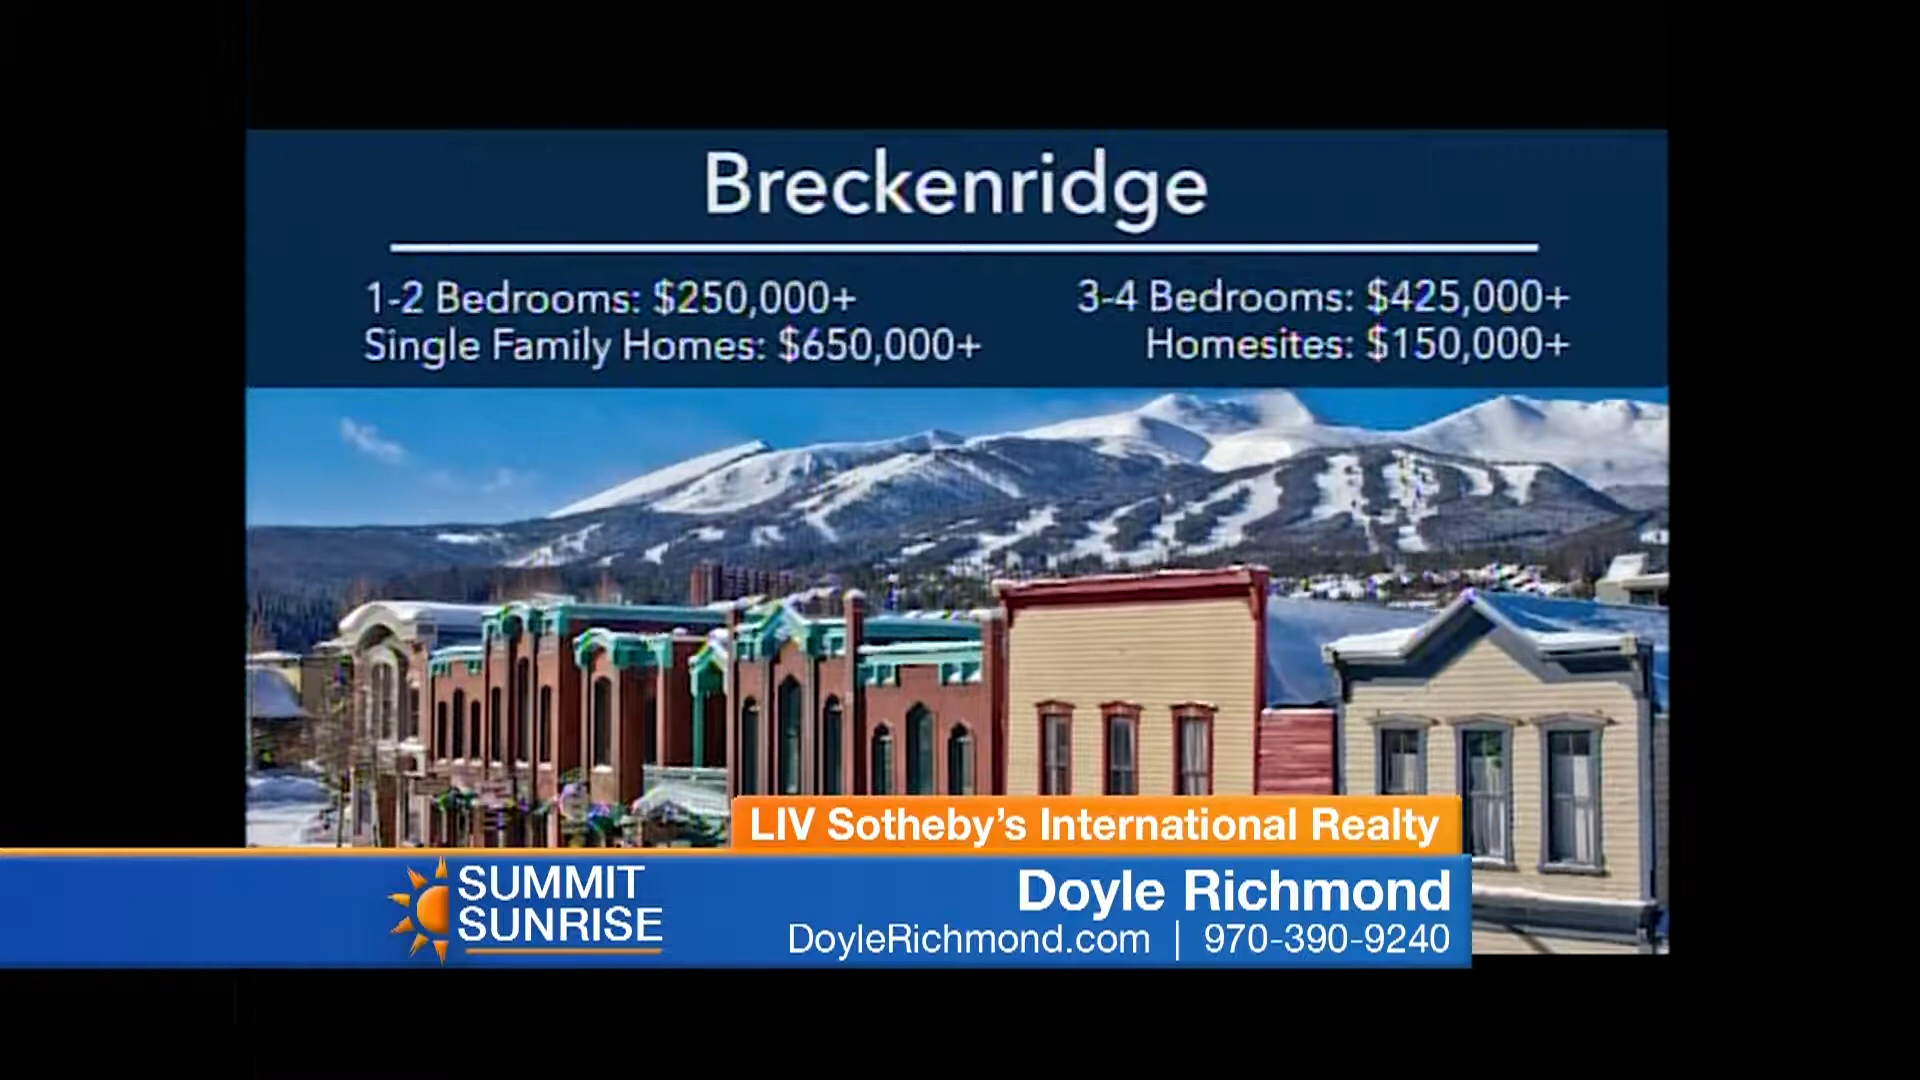 Breckenridge
1-2 Bedrooms: $250,000+
3-4 Bedrooms: $425,000+
Single Family Homes: $650,000+
Homesites: $150,000+
LIV Sotheby's International Realty
SUMMIT
SUNRISE
Doyle Richmond
DoyleRichmond.com | 970-390-9240